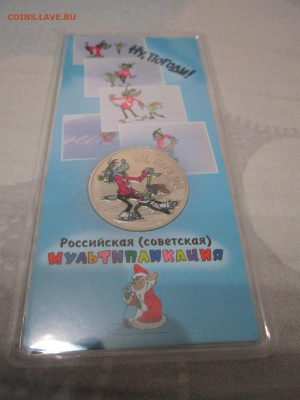 COINS.LAVE.RU
Ну, погоди!
Российская (советская)
МУЛЬТИПЛИКАЦИЯ